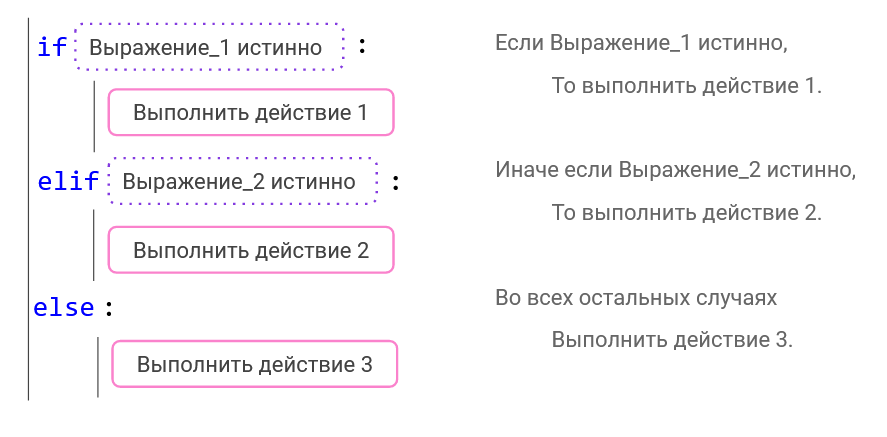 if Выражение_1 истинно :
Выполнить действие 1
elif Выражение_2 истинно :
Выполнить действие 2
else :
Выполнить действие 3
Если Выражение_1 истинно,
То выполнить действие 1.
Иначе если Выражение_2 истинно,
То выполнить действие 2.
Во всех остальных случаях
Выполнить действие 3.